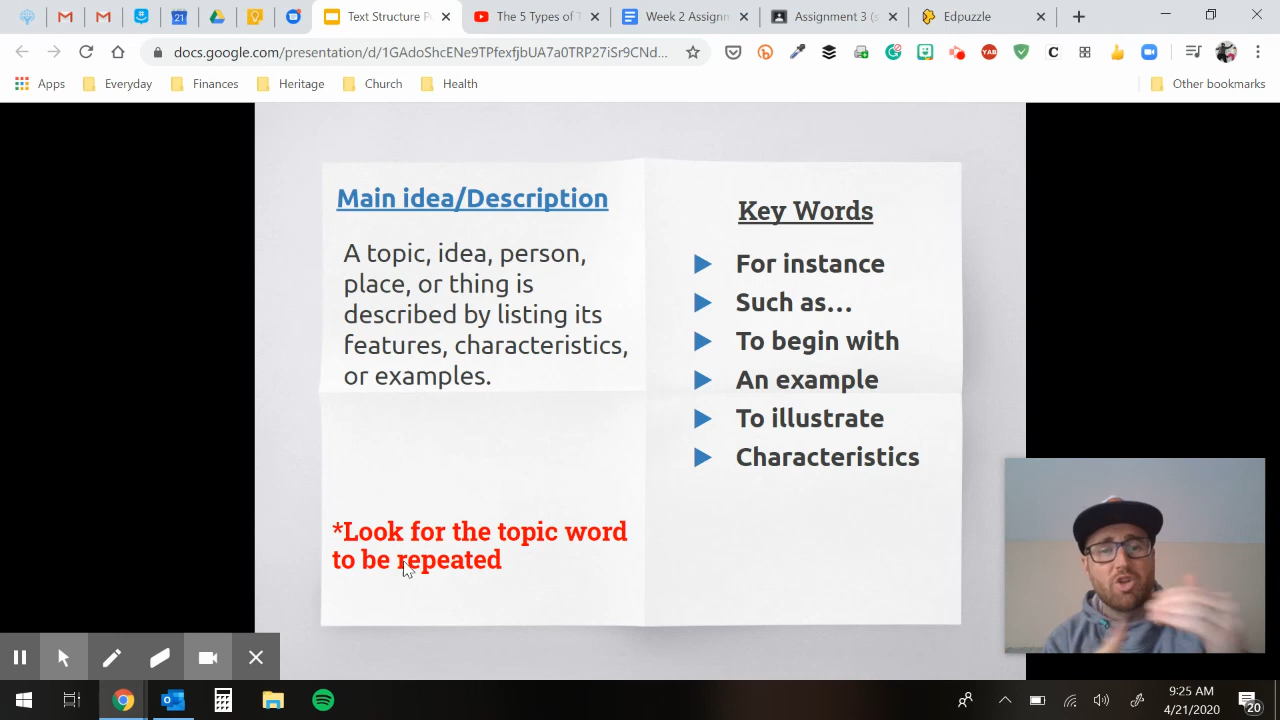 Text Structure P
The 5 Types of T
Week 2 Assignm
Assignment 3 (
Edpuzzle
docs.google.com/presentation/d/1GAdoShcENe9TPfexfjbUA7a0TRP27iSr9CNd...
Apps
Everyday
Finances
Heritage
Church
Health
Other bookmarks
Main idea/Description
A topic, idea, person,
place, or thing is
described by listing its
features, characteristics,
or examples.
*Look for the topic word
to be repeated
Key Words
For instance
Such as…
To begin with
An example
To illustrate
Characteristics
9:25 AM
4/21/2020
20